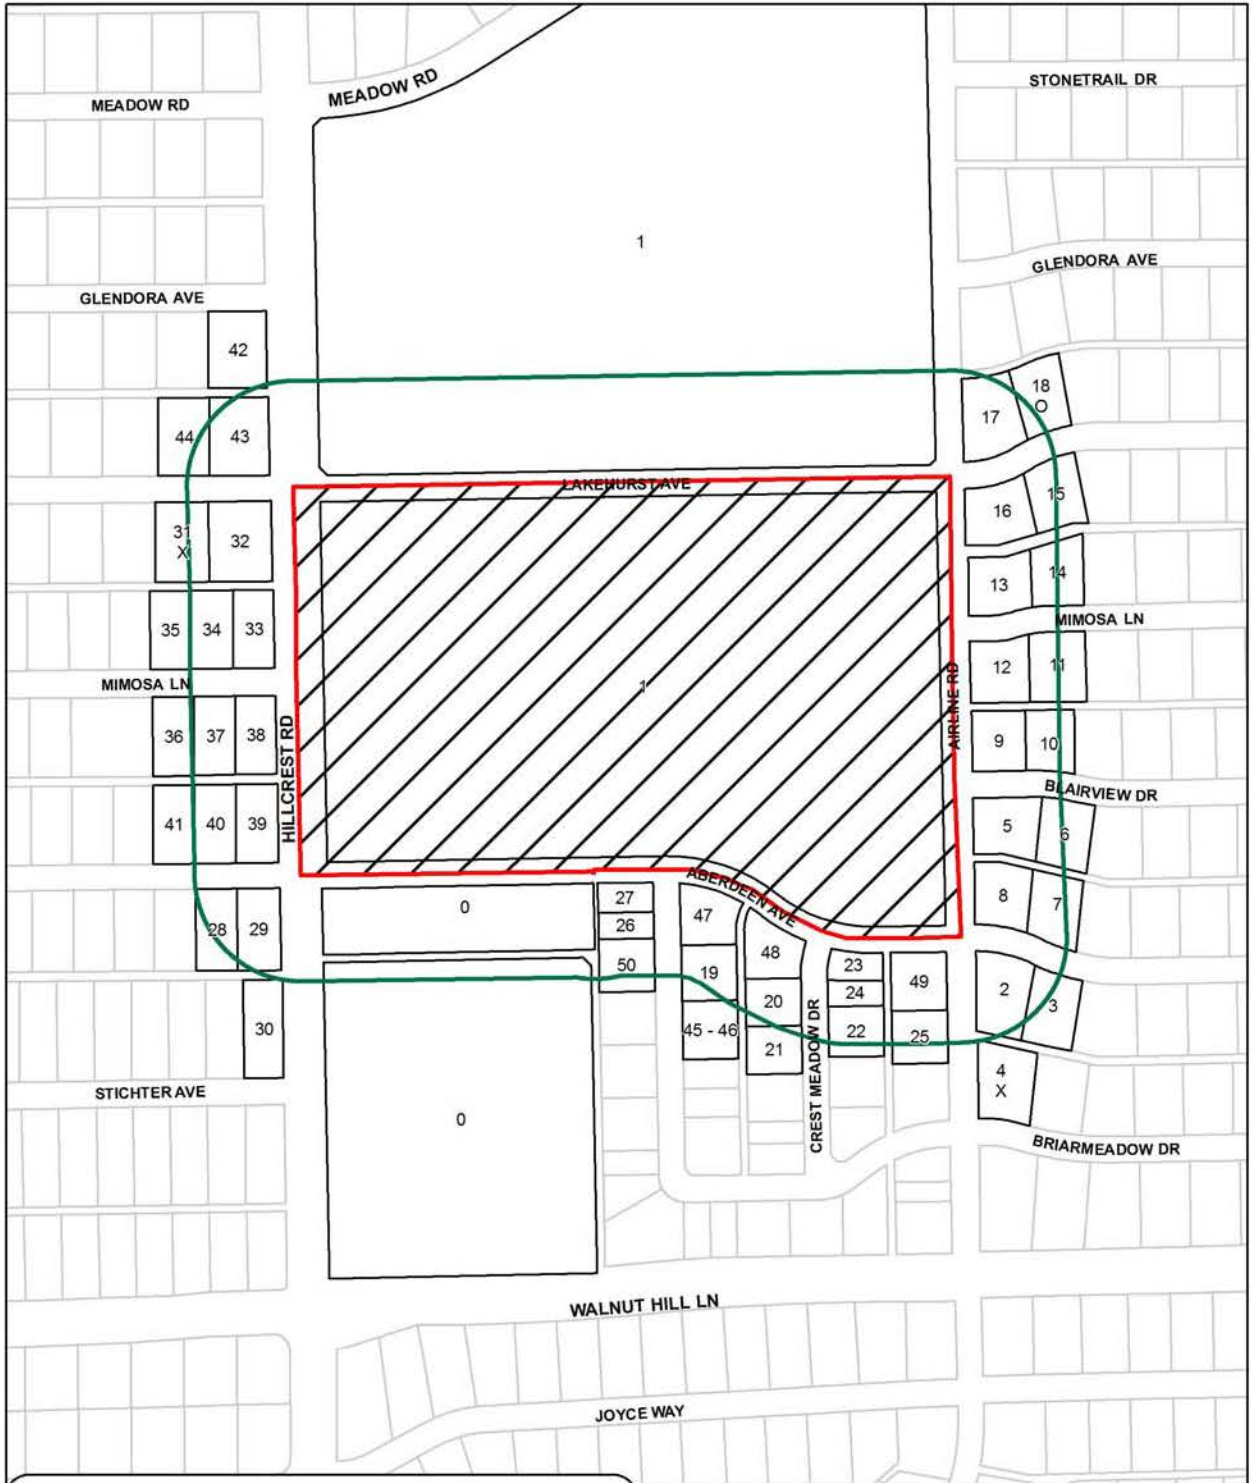 MEADOW RD
MEADOW RD
STONETRAIL DR
1
GLENDORA AVE
GLENDORA AVE
42
44
43
17
18
O
LAKEHURST AVE
31
X
32
16
15
13
14
35
34
33
MIMOSA LN
MIMOSA LN
12
11
1
AIRLINE RD
36
37
38
HILLCREST RD
9
10
BLAIRVIEW DR
41
40
39
5
6
ABERDEEN AVE
8
7
28
29
0
27
26
50
47
19
45 - 46
48
20
21
CREST MEADOW DR
23
24
22
49
25
2
3
30
4
X
STICHTER AVE
0
BRIARMEADOW DR
WALNUT HILL LN
JOYCE WAY